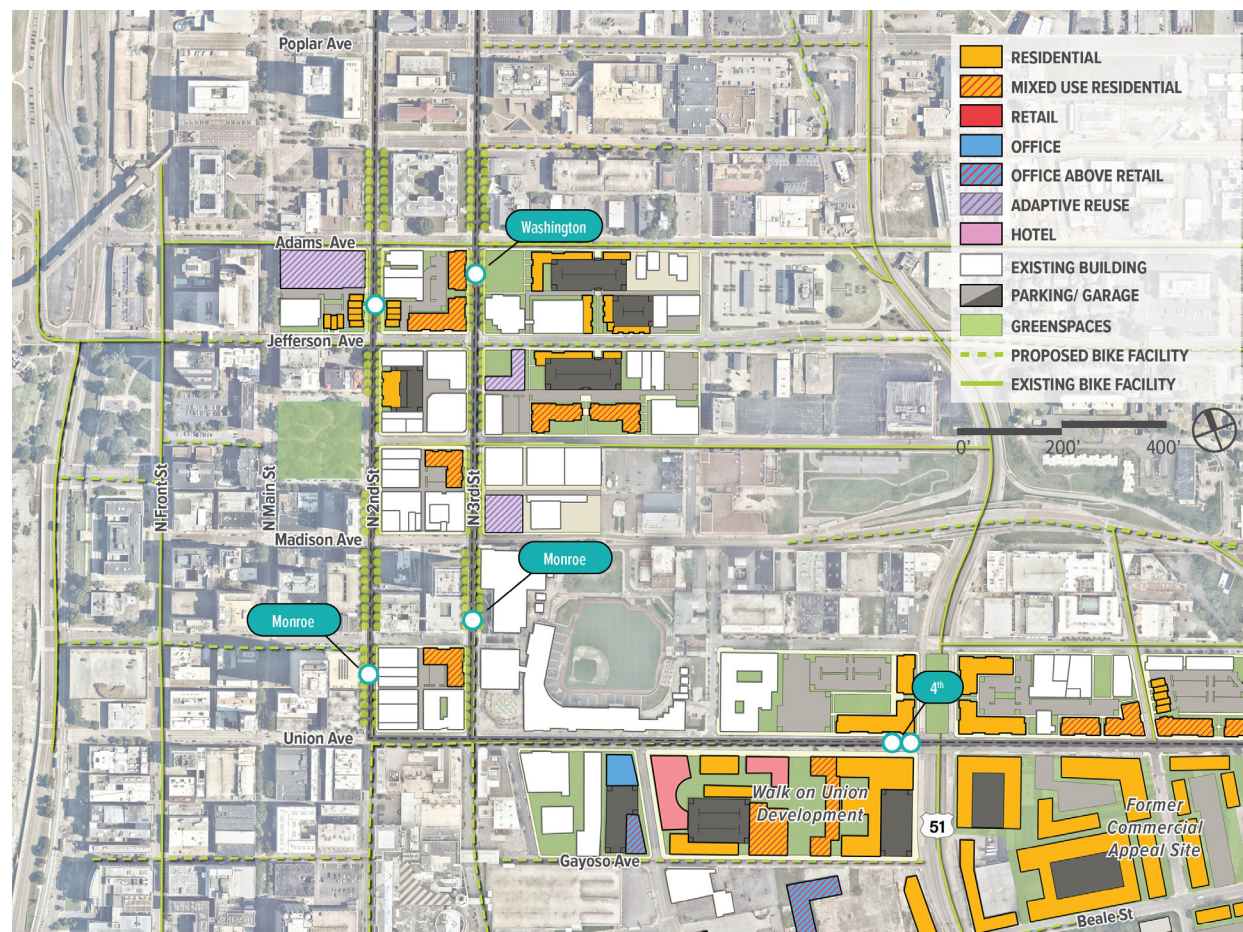 Poplar Ave
RESIDENTIAL
MIXED USE RESIDENTIAL
RETAIL
OFFICE
OFFICE ABOVE RETAIL
ADAPTIVE REUSE
HOTEL
EXISTING BUILDING
PARKING/ GARAGE
GREENSPACES
PROPOSED BIKE FACILITY
EXISTING BIKE FACILITY
0'
200'
400'
Washington
Adams Ave
Jefferson Ave
N Front St
N Main St
N 2nd St
N 3rd St
Madison Ave
Monroe
Monroe
4th
Union Ave
Walk on Union
Development
51
Former
Commercial
Appeal Site
Gayoso Ave
Beale St